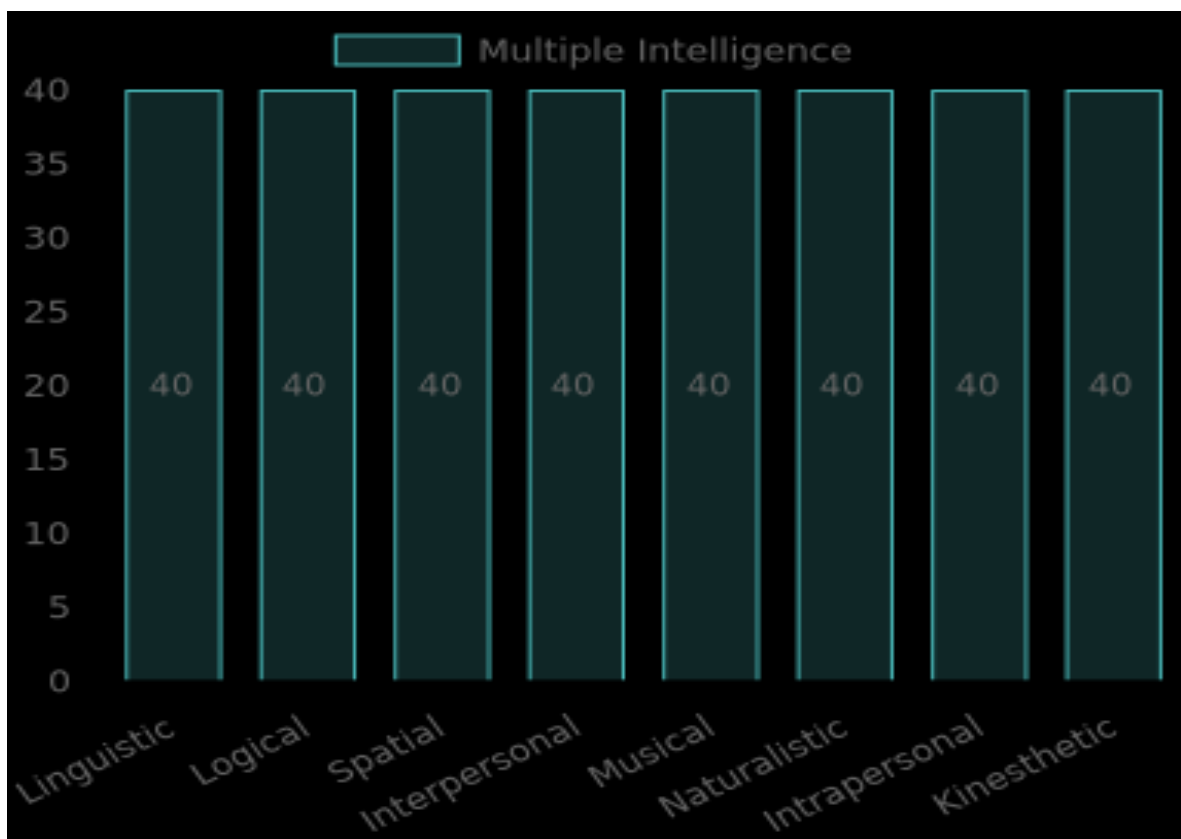 Multiple Intelligence
40
35
30
25
20
15
10
5
0
40 40 40 40 40 40 40 40
Linguistic
Logical
Spatial
Interpersonal
Musical
Naturalistic
Intrapersonal
Kinesthetic